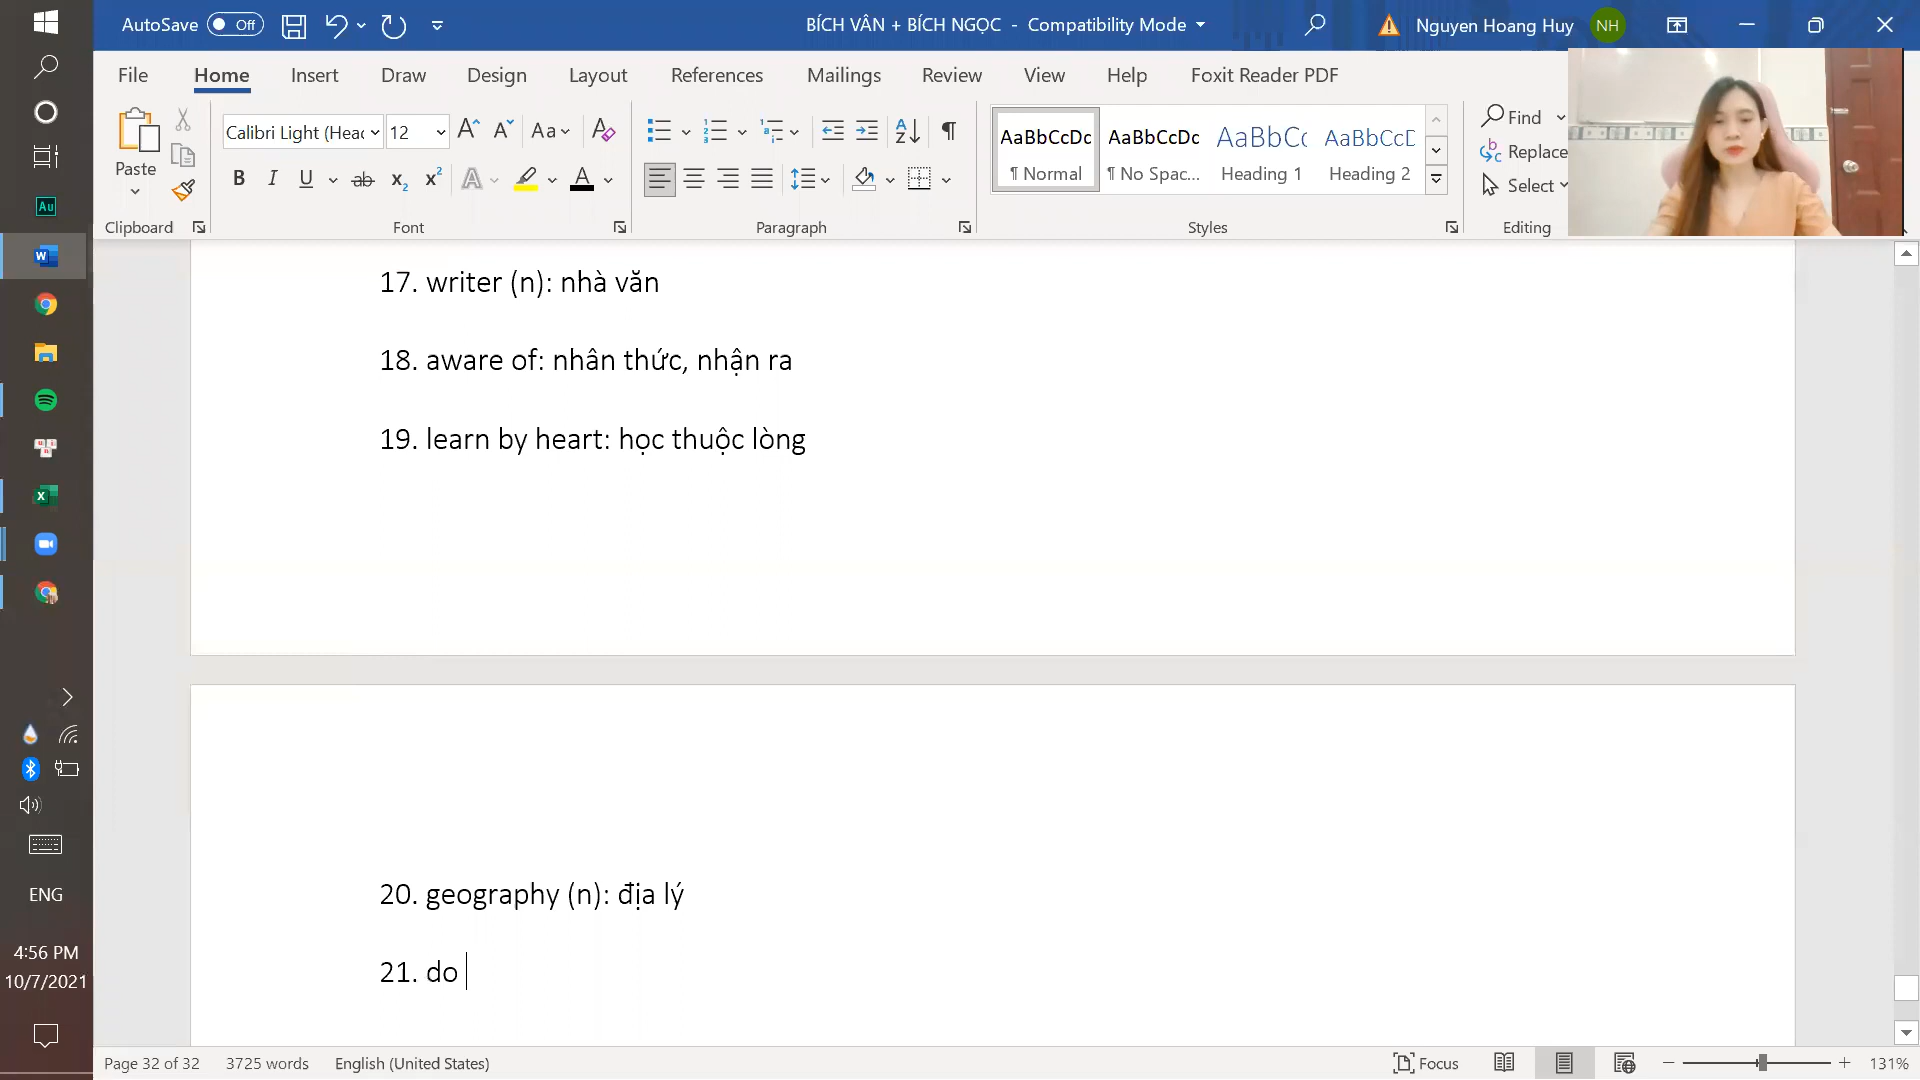 AutoSave Off
BÍCH VÂN + BÍCH NGỌC - Compatibility Mode
Nguyen Hoang Huy NH
File Home Insert Draw Design Layout References Mailings Review View Help Foxit Reader PDF
Paste
Clipboard
Calibri Light (Heac 12
Font
Paragraph
AaBbCcDc AaBbCcDc AaBbCc AaBbCcD
¶ Normal ¶ No Spac... Heading 1 Heading 2
Styles
Find
Replace
Select
Editing
17. writer (n): nhà văn
18. aware of: nhân thức, nhận ra
19. learn by heart: học thuộc lòng
20. geography (n): địa lý
21. do
ENG
4:56 PM
10/7/2021
Page 32 of 32 3725 words English (United States)
Focus 131%